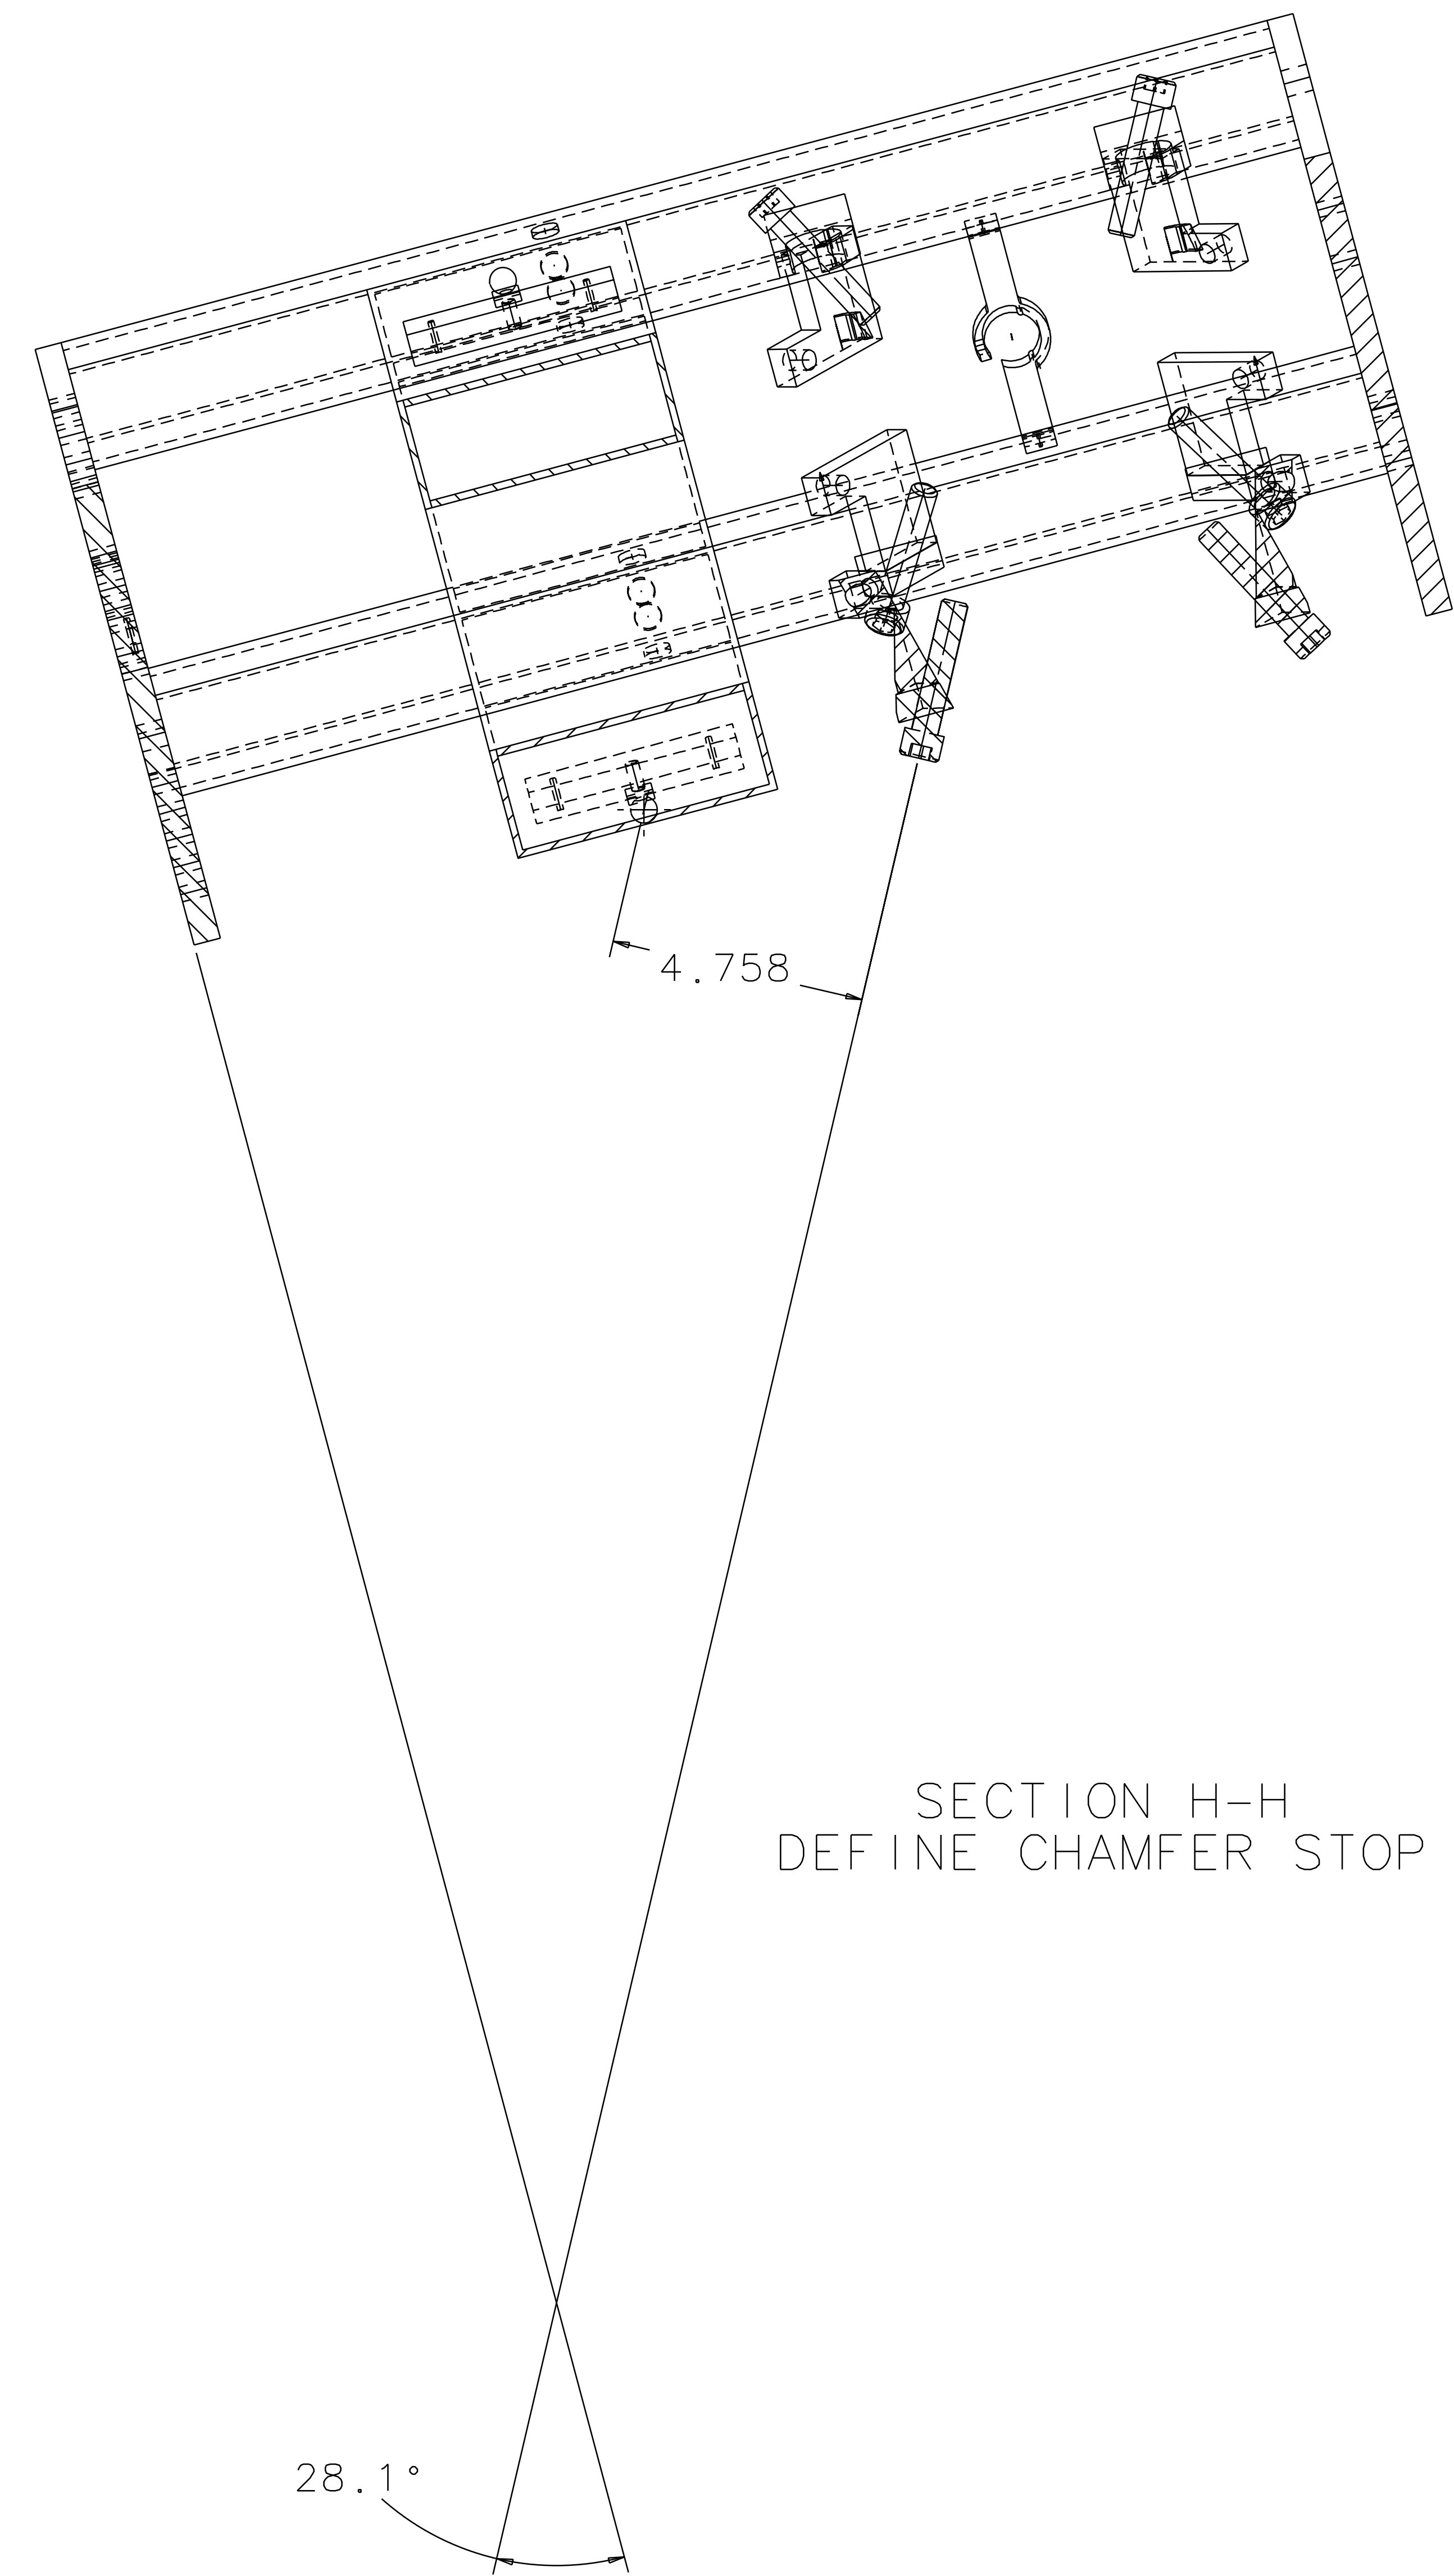 4.758
SECTION H-H
DEFINE CHAMFER STOP
28.1°